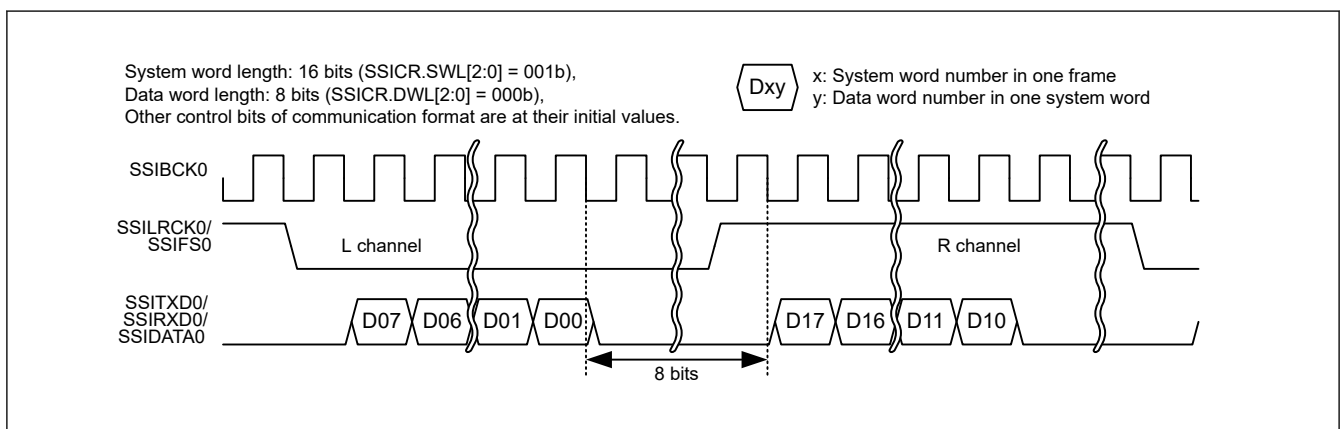 System word length: 16 bits (SSICR.SWL[2:0] = 001b),
Data word length: 8 bits (SSICR.DWL[2:0] = 000b),
Other control bits of communication format are at their initial values.
Dxy
x: System word number in one frame
y: Data word number in one system word
SSIBCK0
SSILRCK0/
SSIFS0
L channel
R channel
SSITXD0/
SSIRXD0/
SSIDATA0
D07 D06 D01 D00 D17 D16 D11 D10
8 bits